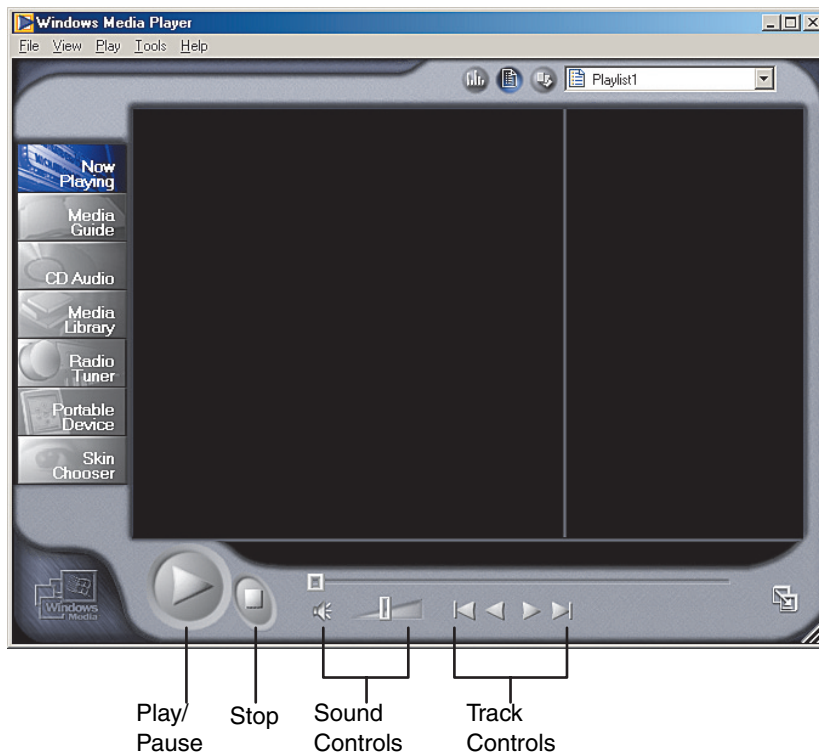 Windows Media Player
File View Play Tools Help
Playlist1
Now
Playing
Media
Guide
CD Audio
Media
Library
Radio
Tuner
Portable
Device
Skin
Chooser
Windows
Media
Play/
Pause
Stop
Sound
Controls
Track
Controls